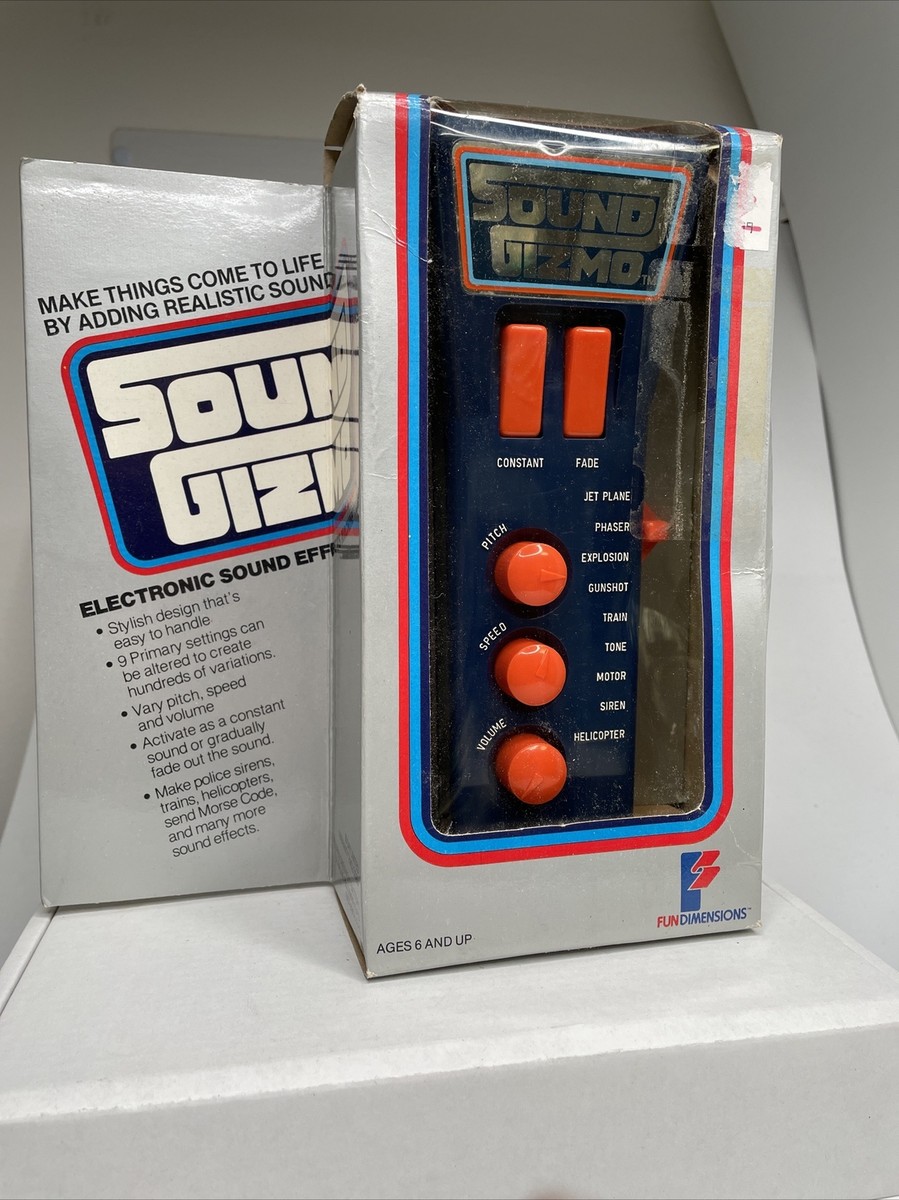 MAKE THINGS COME TO LIFE
BY ADDING REALISTIC SOUND
SOUN
GIZM
ELECTRONIC SOUND EFF
• Stylish design that's
easy to handle
• 9 Primary settings can
be altered to create
hundreds of variations.
• Vary pitch, speed
and volume
• Activate as a constant
sound or gradually
fade out the sound.
• Make police sirens,
trains, helicopters,
send Morse Code,
and many more
sound effects.
SOUND
GIZMO
CONSTANT FADE
JET PLANE
PHASER
PITCH
EXPLOSION
GUNSHOT
TRAIN
SPEED
TONE
MOTOR
SIREN
VOLUME
HELICOPTER
FUNDIMENSIONS™
AGES 6 AND UP